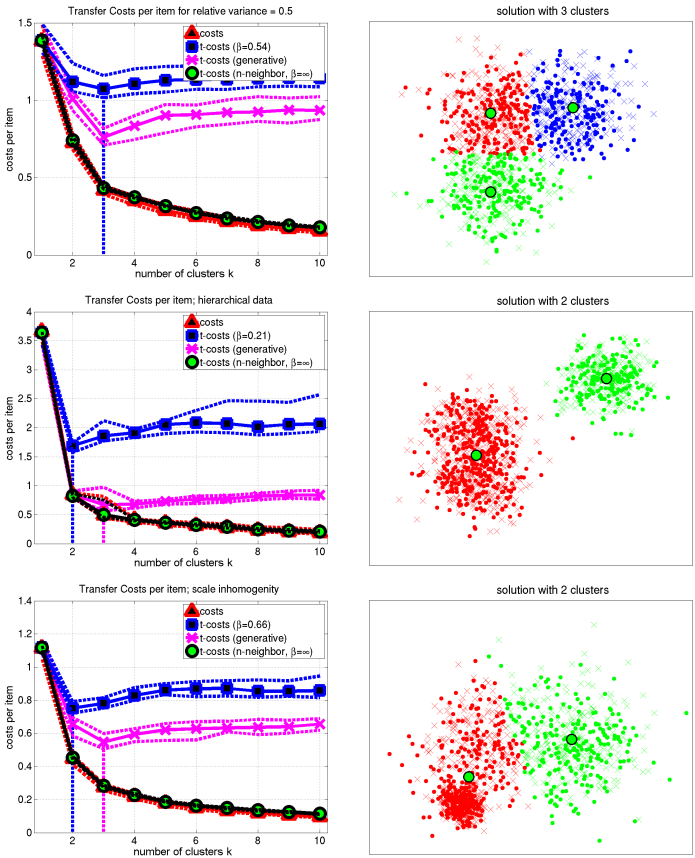 Transfer Costs per item for relative variance = 0.5
costs
t-costs (β=0.54)
t-costs (generative)
t-costs (n-neighbor, β=∞)
1.5
1
0.5
0
costs per item
2 4 6 8 10
number of clusters k
solution with 3 clusters
Transfer Costs per item; hierarchical data
costs
t-costs (β=0.21)
t-costs (generative)
t-costs (n-neighbor, β=∞)
4
3.5
3
2.5
2
1.5
1
0.5
0
costs per item
2 4 6 8 10
number of clusters k
solution with 2 clusters
Transfer Costs per item; scale inhomogenity
costs
t-costs (β=0.66)
t-costs (generative)
t-costs (n-neighbor, β=∞)
1.4
1.2
1
0.8
0.6
0.4
0.2
0
costs per item
2 4 6 8 10
number of clusters k
solution with 2 clusters